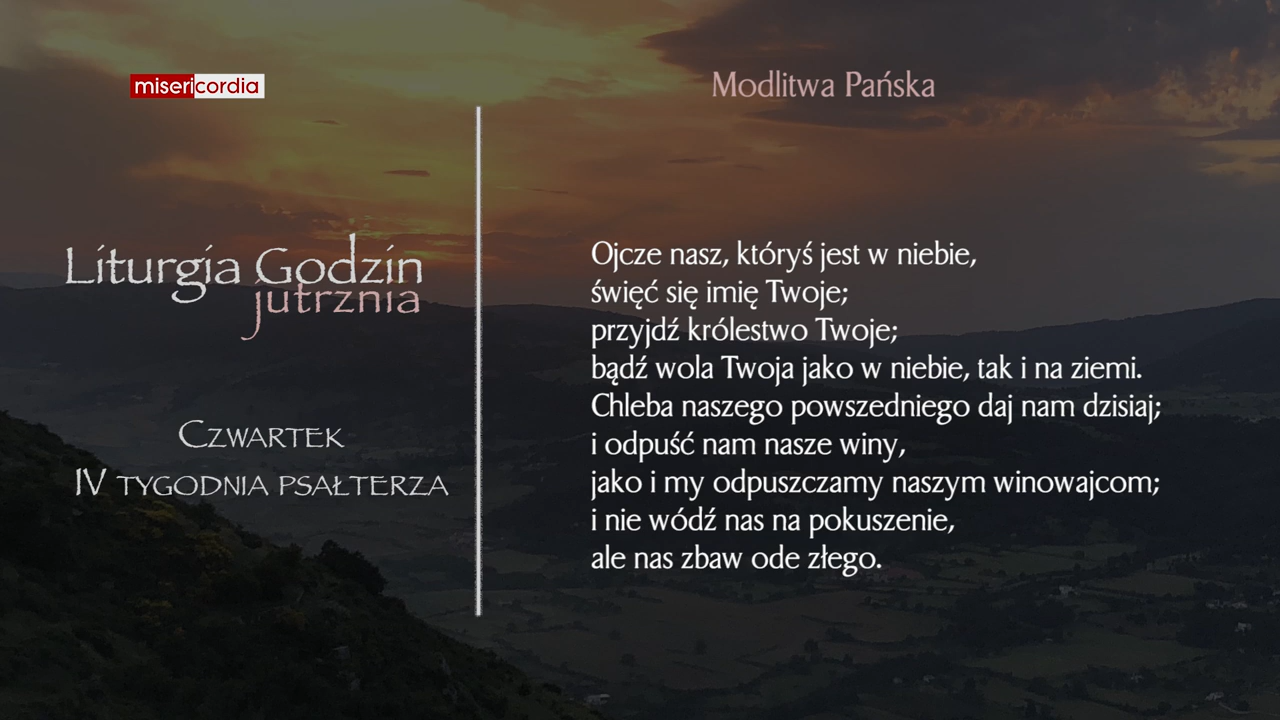 misericordia
Liturgia Godzin
jutrznia
Czwartek
IV tygodnia psałterza
Modlitwa Pańska
Ojcze nasz, któryś jest w niebie,
święć się imię Twoje;
przyjdź królestwo Twoje;
bądź wola Twoja jako w niebie, tak i na ziemi.
Chleba naszego powszedniego daj nam dzisiaj;
i odpuść nam nasze winy,
jako i my odpuszczamy naszym winowajcom;
i nie wódź nas na pokuszenie,
ale nas zbaw ode złego.